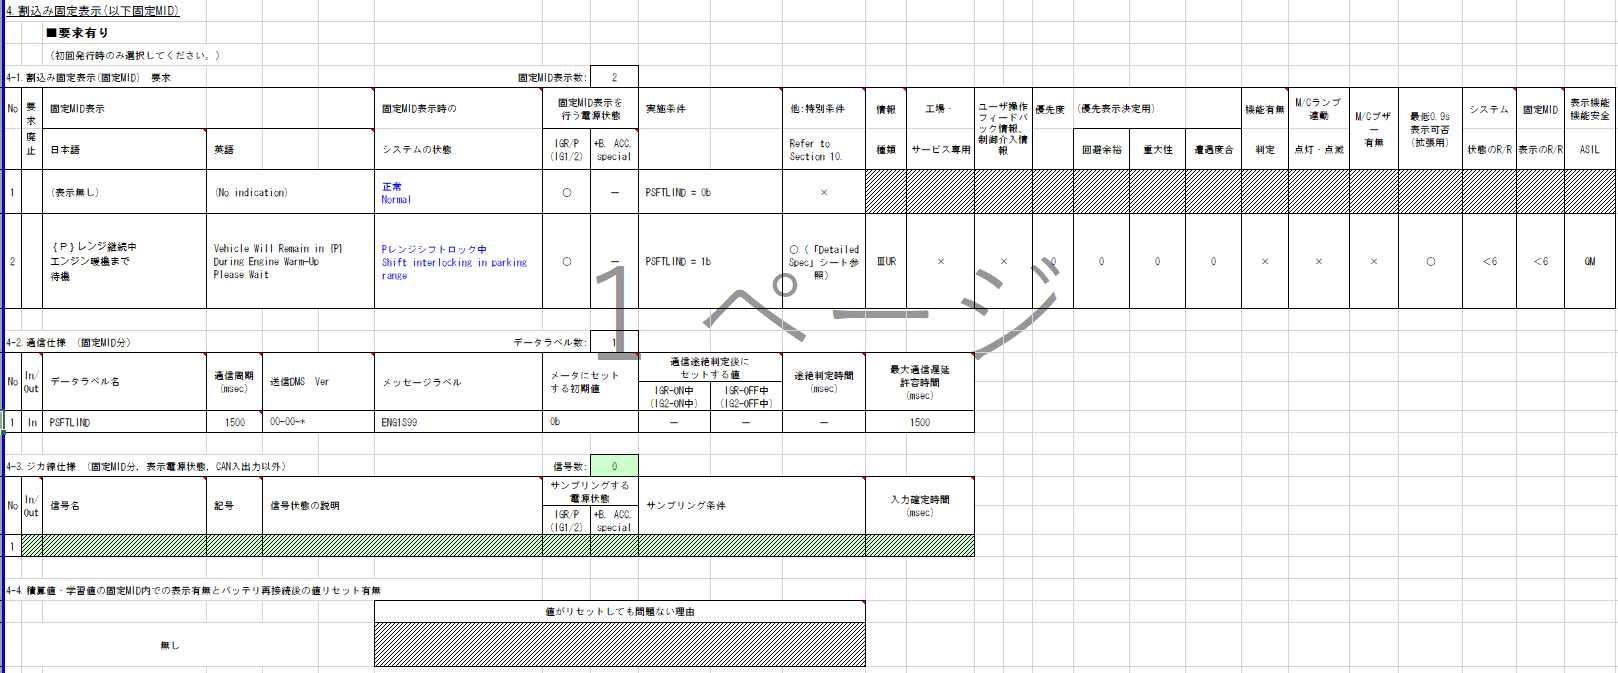 4. 割込み固定表示(以下固定MID)
■要求有り
（初回発行時のみ選択してください。）
4-1. 割込み固定表示(固定MID)　要求
固定MID表示数: 2
No 要求 廃止 固定MID表示 固定MID表示時の 固定MID表示を行う電源状態 実施条件 他:特別条件 情報 工場・ ユーザ操作フィードバック情報、制御介入情報 優先度 (優先表示決定用) 機能有無 M/Cランプ連動 M/Cブザー有無 最低0.9s表示可否(拡張用) システム 固定MID 表示機能機能安全
日本語 英語 システムの状態 IGR/P (IG1/2) +B, ACC, special Refer to Section 10. 種類 サービス専用 回避余裕 重大性 遭遇度合 判定 点灯・点滅 状態のR/R 表示のR/R ASIL
1 (表示無し) (No indication) 正常 Normal ○ － PSFTLIND = 0b ×
2 {P}レンジ継続中 エンジン暖機まで 待機 Vehicle Will Remain in {P} During Engine Warm-Up Please Wait Pレンジシフトロック中 Shift interlocking in parking range ○ － PSFTLIND = 1b ○（「Detailed Spec」シート参照） ⅢUR × × 0 0 0 0 × × × ○ <6 <6 QM
1 ページ
4-2. 通信仕様　(固定MID分)
データラベル数: 1
No In/Out データラベル名 通信周期 (msec) 送信DMS　Ver メッセージラベル メータにセットする初期値 通信途絶判定後にセットする値 途絶判定時間 (msec) 最大通信遅延許容時間 (msec)
IGR-ON中 (IG2-ON中) IGR-OFF中 (IG2-OFF中)
1 In PSFTLIND 1500 00-00-* ENG1S99 0b － － － 1500
4-3. ジカ線仕様　(固定MID分, 表示電源状態, CAN入出力以外)
信号数: 0
No In/Out 信号名 記号 信号状態の説明 サンプリングする電源状態 サンプリング条件 入力確定時間 (msec)
IGR/P (IG1/2) +B, ACC, special
1
4-4. 積算値・学習値の固定MID内での表示有無とバッテリ再接続後の値リセット有無
値がリセットしても問題ない理由
無し